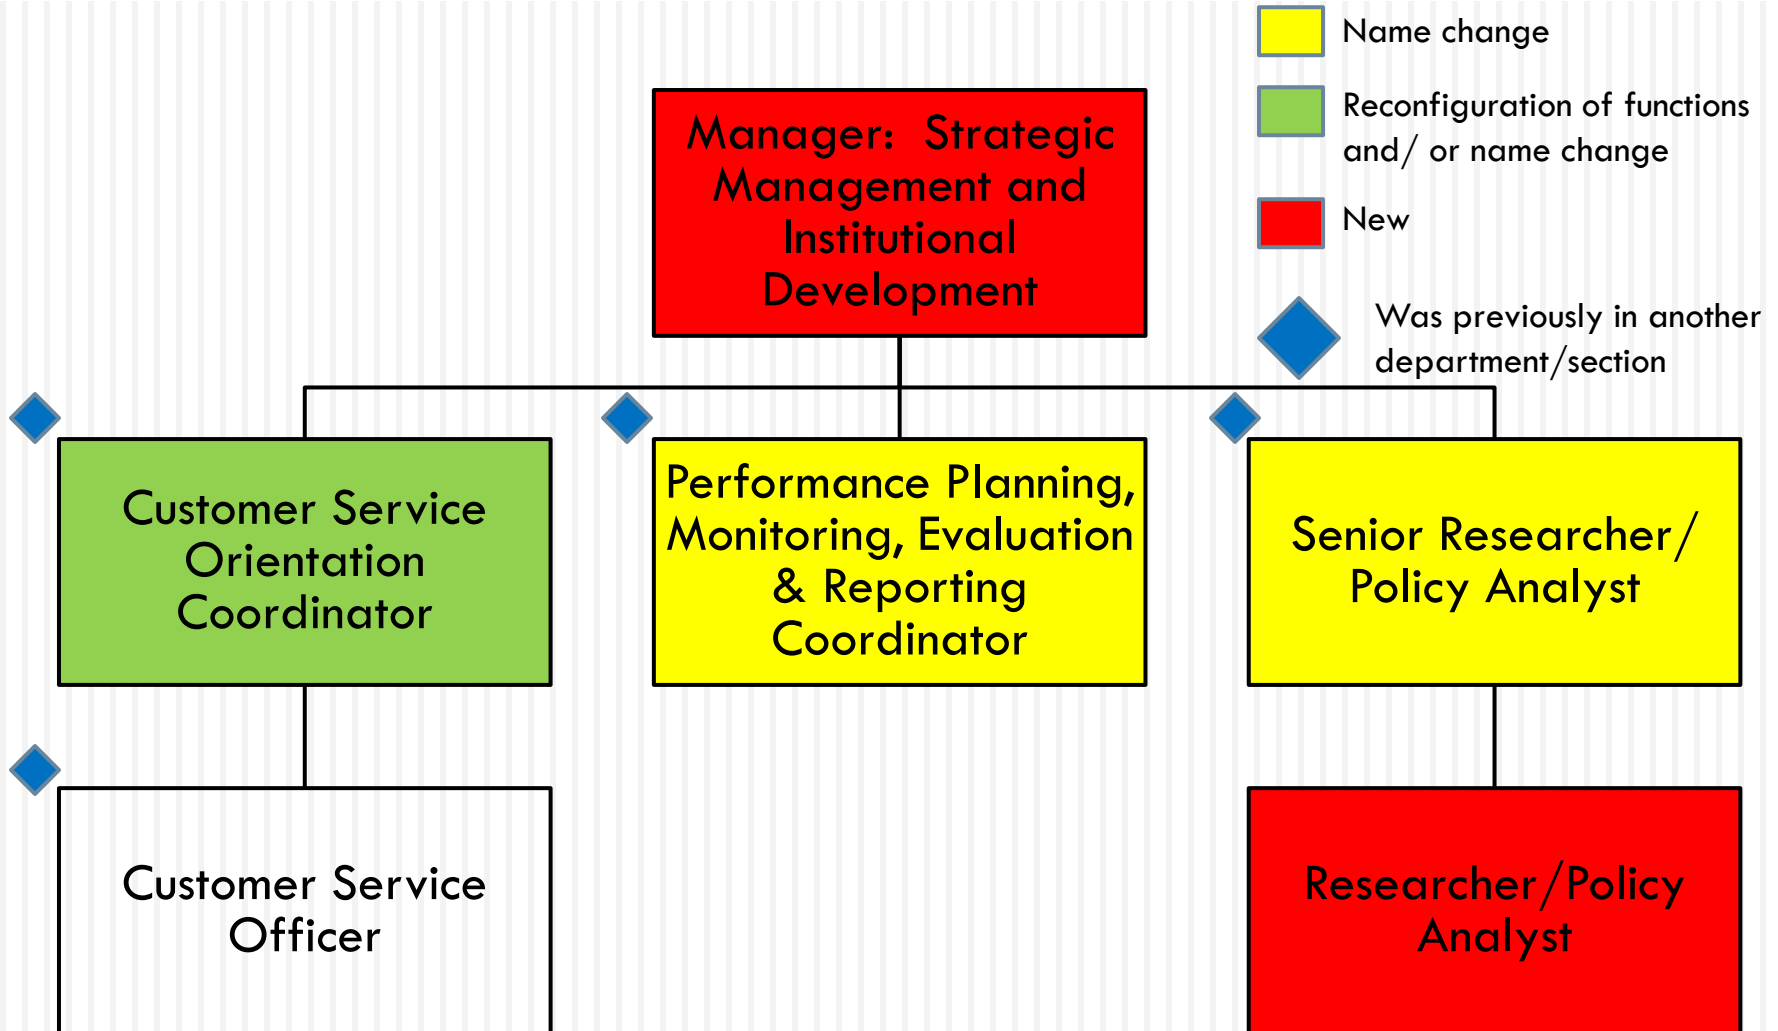 Name change
Reconfiguration of functions
and/ or name change
New
Was previously in another
department/section
Manager:  Strategic
Management and
Institutional
Development
Customer Service
Orientation
Coordinator
Performance Planning,
Monitoring, Evaluation
& Reporting
Coordinator
Senior Researcher/
Policy Analyst
Customer Service
Officer
Researcher/Policy
Analyst